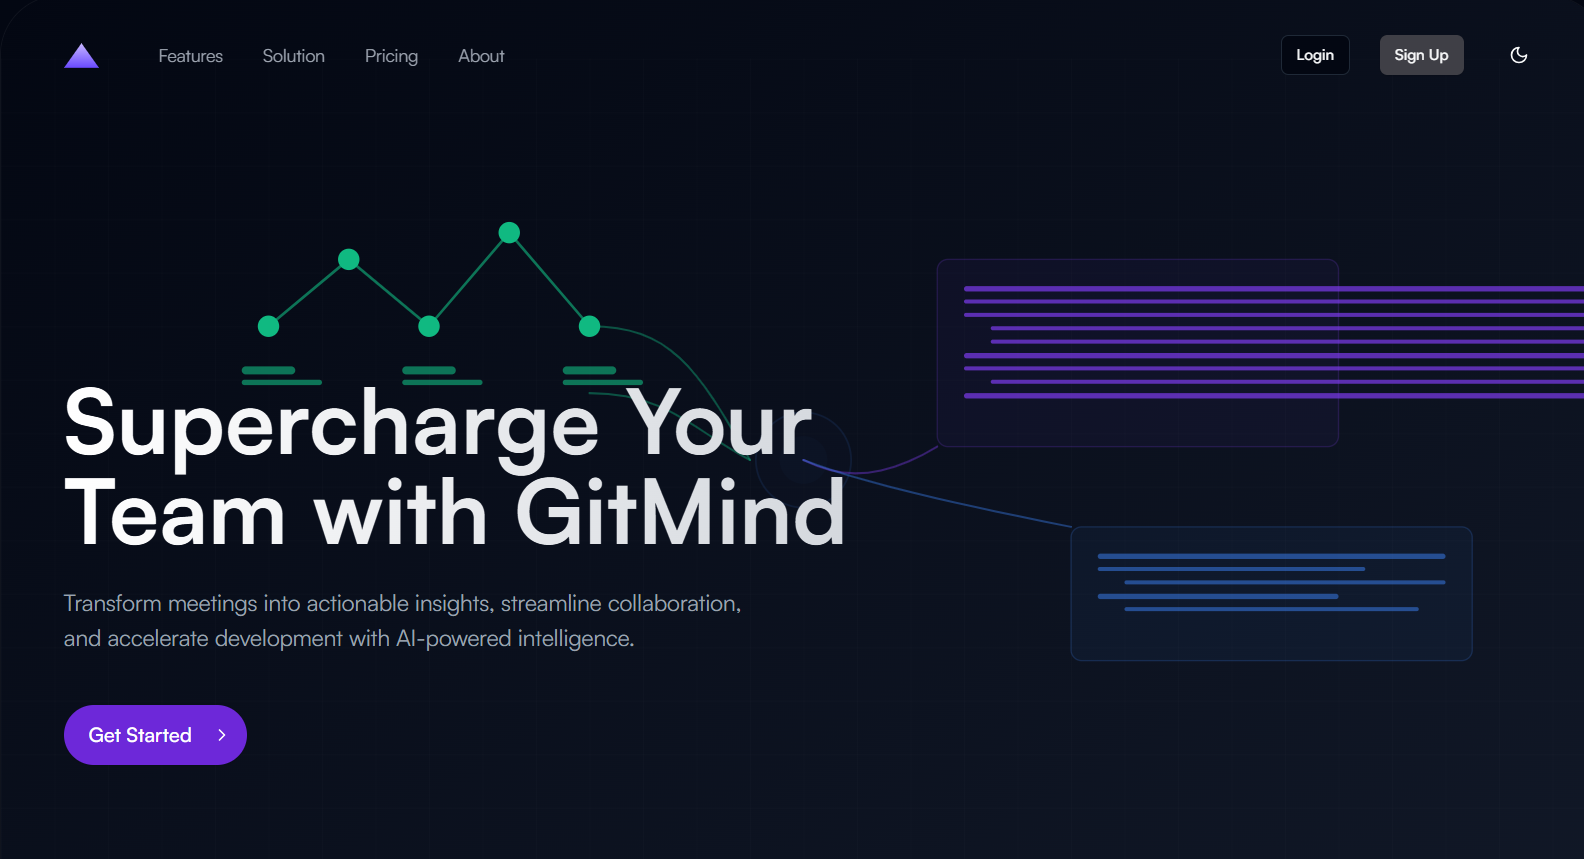 Features Solution Pricing About Login Sign Up
Supercharge Your
Team with GitMind
Transform meetings into actionable insights, streamline collaboration,
and accelerate development with AI-powered intelligence.
Get Started